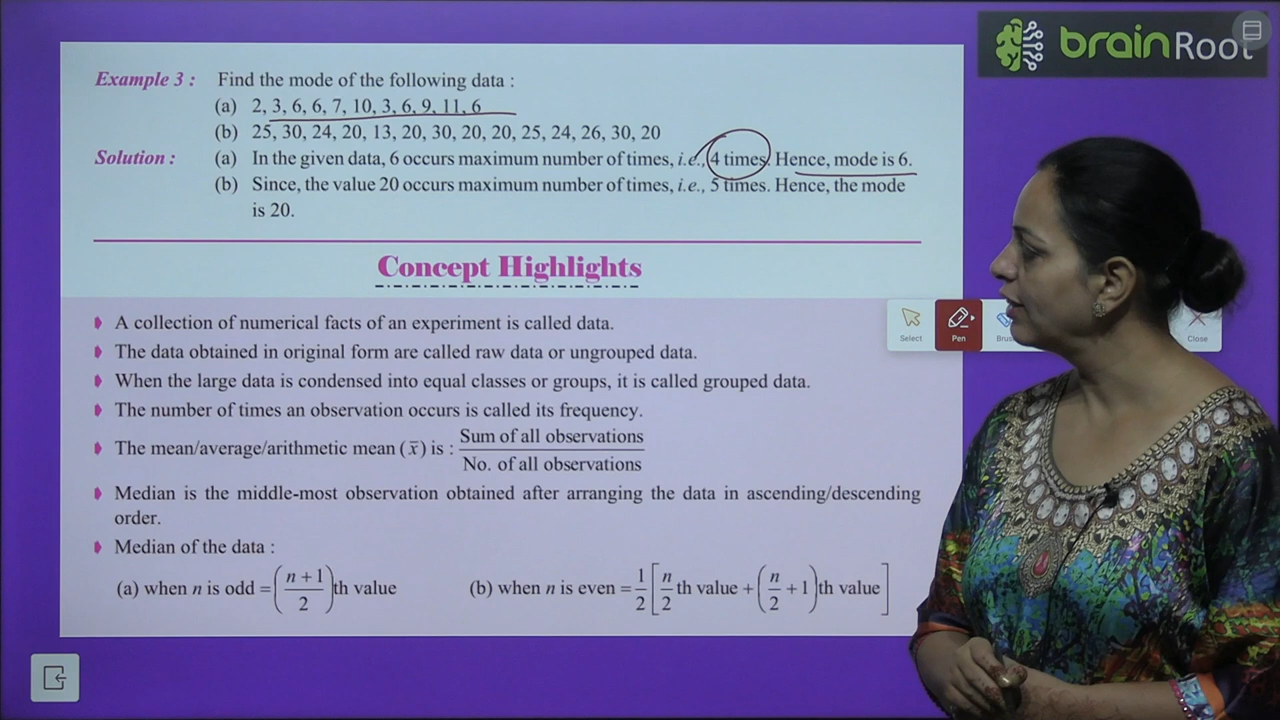 brainRoot
Example 3 : Find the mode of the following data :
(a) 2, 3, 6, 6, 7, 10, 3, 6, 9, 11, 6
(b) 25, 30, 24, 20, 13, 20, 30, 20, 20, 25, 24, 26, 30, 20
Solution : (a) In the given data, 6 occurs maximum number of times, i.e., 4 times. Hence, mode is 6.
(b) Since, the value 20 occurs maximum number of times, i.e., 5 times. Hence, the mode
is 20.
Concept Highlights
A collection of numerical facts of an experiment is called data.
The data obtained in original form are called raw data or ungrouped data.
When the large data is condensed into equal classes or groups, it is called grouped data.
The number of times an observation occurs is called its frequency.
The mean/average/arithmetic mean (x̄) is : Sum of all observations / No. of all observations
Median is the middle-most observation obtained after arranging the data in ascending/descending
order.
Median of the data :
(a) when n is odd = ((n + 1)/2)th value (b) when n is even = 1/2 [n/2 th value + (n/2 + 1)th value]
Select Pen Close